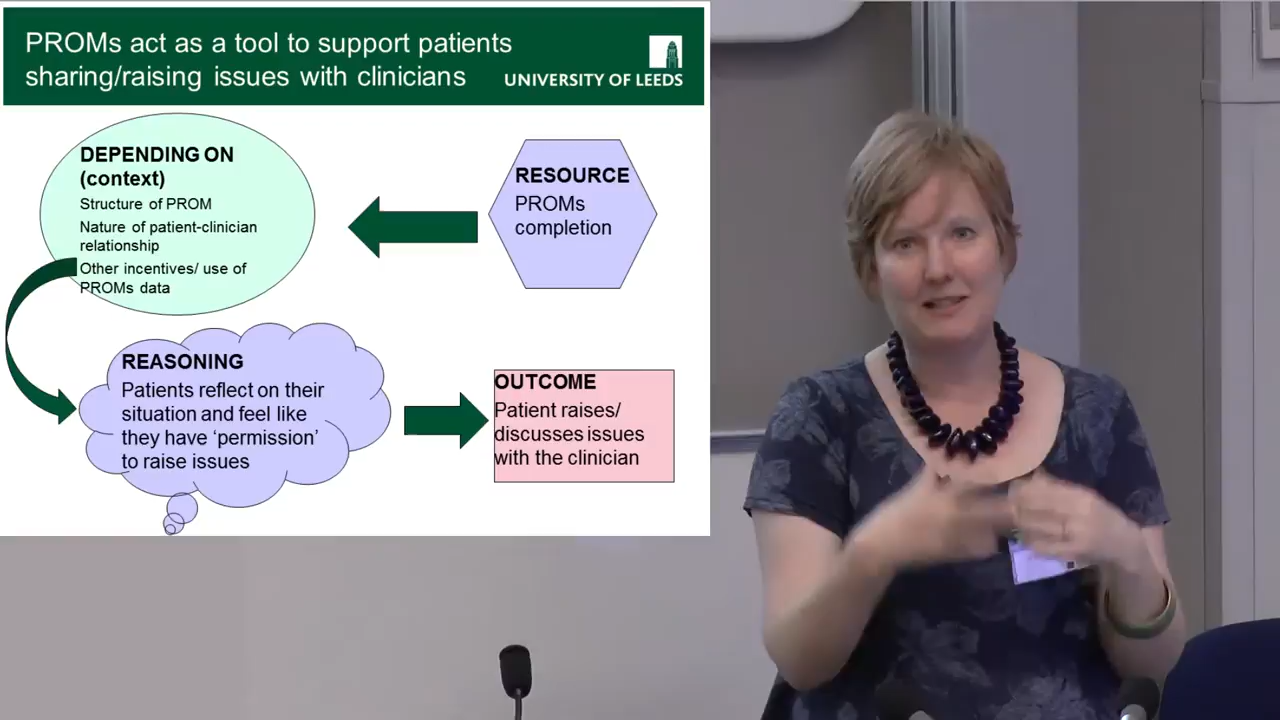 PROMs act as a tool to support patients
sharing/raising issues with clinicians
UNIVERSITY OF LEEDS
DEPENDING ON
(context)
Structure of PROM
Nature of patient-clinician
relationship
Other incentives/ use of
PROMs data
RESOURCE
PROMs
completion
REASONING
Patients reflect on their
situation and feel like
they have ‘permission’
to raise issues
OUTCOME
Patient raises/
discusses issues
with the clinician